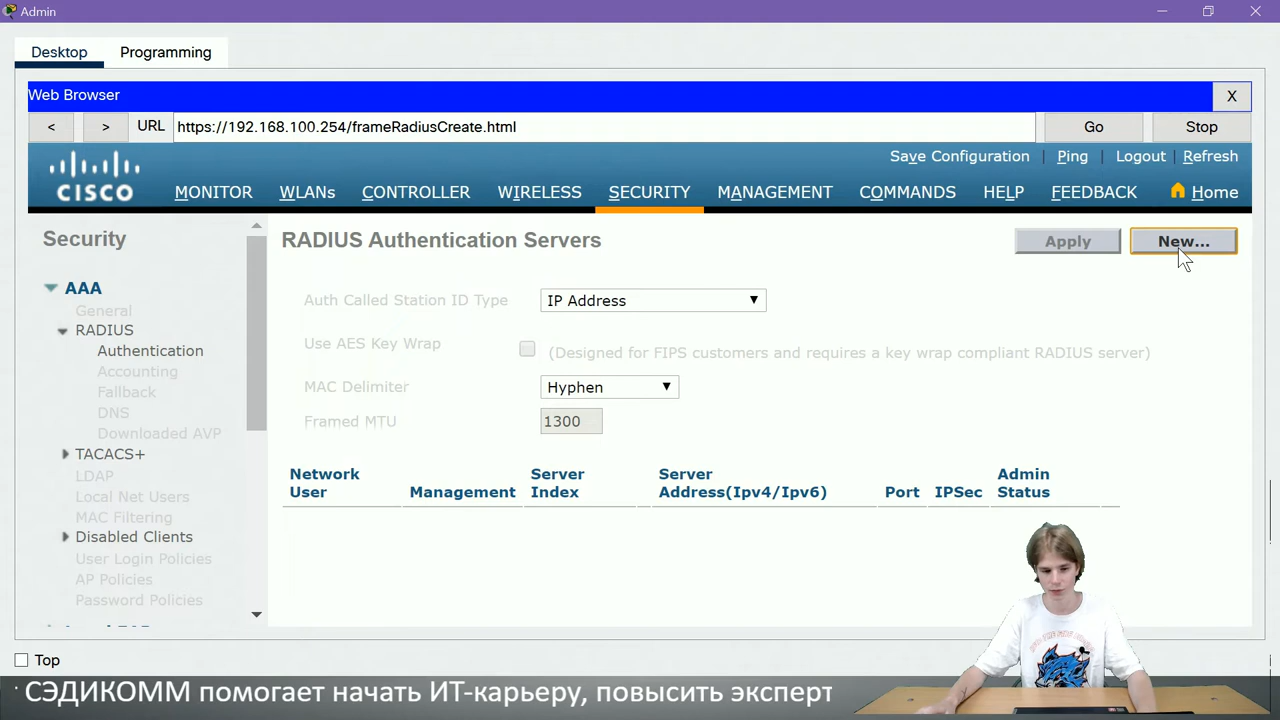 Admin
Desktop Programming
Web Browser X
< > URL https://192.168.100.254/frameRadiusCreate.html Go Stop
Save Configuration | Ping | Logout | Refresh
CISCO MONITOR WLANs CONTROLLER WIRELESS SECURITY MANAGEMENT COMMANDS HELP FEEDBACK Home
Security
AAA
General
RADIUS
Authentication
Accounting
Fallback
DNS
Downloaded AVP
TACACS+
LDAP
Local Net Users
MAC Filtering
Disabled Clients
User Login Policies
AP Policies
Password Policies
RADIUS Authentication Servers Apply New...
Auth Called Station ID Type IP Address
Use AES Key Wrap (Designed for FIPS customers and requires a key wrap compliant RADIUS server)
MAC Delimiter Hyphen
Framed MTU 1300
Network User Management Server Index Server Address(Ipv4/Ipv6) Port IPSec Admin Status
Top
СЭДИКОММ помогает начать ИТ-карьеру, повысить эксперт